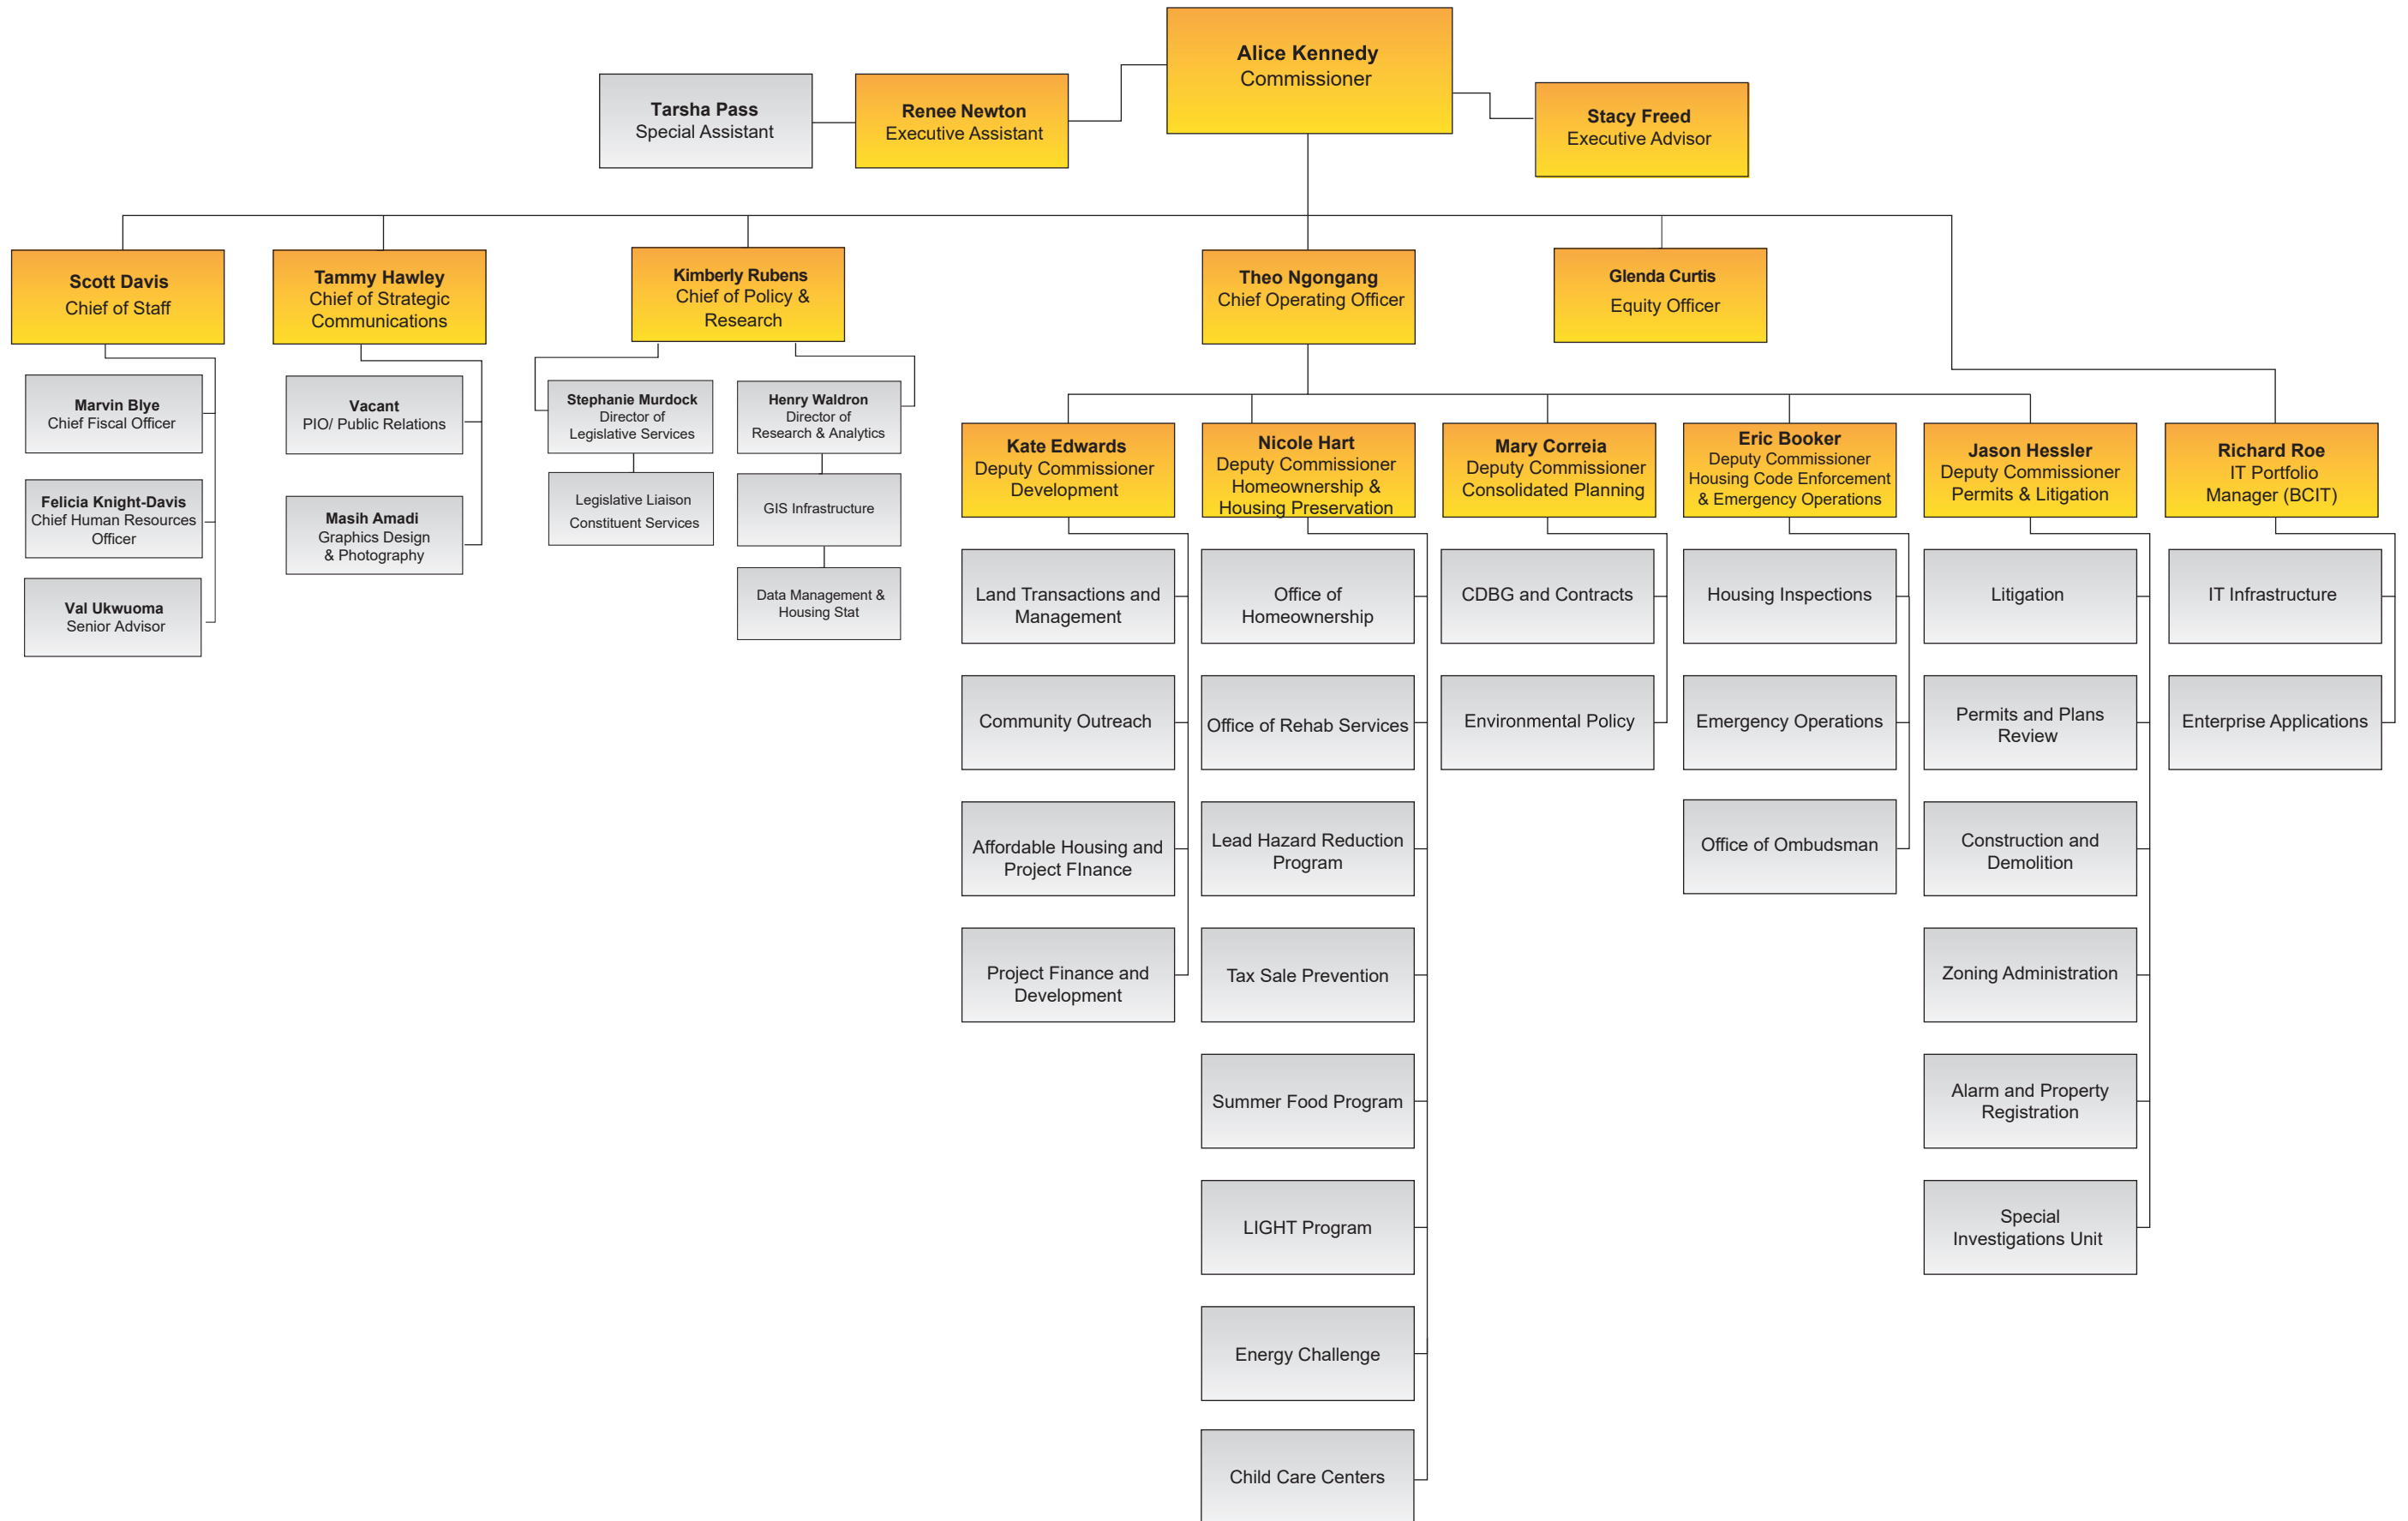 Alice Kennedy
Commissioner
Tarsha Pass
Special Assistant
Renee Newton
Executive Assistant
Stacy Freed
Executive Advisor
Scott Davis
Chief of Staff
Tammy Hawley
Chief of Strategic
Communications
Kimberly Rubens
Chief of Policy &
Research
Theo Ngongang
Chief Operating Officer
Glenda Curtis
Equity Officer
Marvin Blye
Chief Fiscal Officer
Felicia Knight-Davis
Chief Human Resources
Officer
Val Ukwuoma
Senior Advisor
Vacant
PIO/ Public Relations
Masih Amadi
Graphics Design
& Photography
Stephanie Murdock
Director of
Legislative Services
Legislative Liaison
Constituent Services
Henry Waldron
Director of
Research & Analytics
GIS Infrastructure
Data Management &
Housing Stat
Kate Edwards
Deputy Commissioner
Development
Land Transactions and
Management
Community Outreach
Affordable Housing and
Project FInance
Project Finance and
Development
Nicole Hart
Deputy Commissioner
Homeownership &
Housing Preservation
Office of
Homeownership
Office of Rehab Services
Lead Hazard Reduction
Program
Tax Sale Prevention
Summer Food Program
LIGHT Program
Energy Challenge
Child Care Centers
Mary Correia
Deputy Commissioner
Consolidated Planning
CDBG and Contracts
Environmental Policy
Eric Booker
Deputy Commissioner
Housing Code Enforcement
& Emergency Operations
Housing Inspections
Emergency Operations
Office of Ombudsman
Jason Hessler
Deputy Commissioner
Permits & Litigation
Litigation
Permits and Plans
Review
Construction and
Demolition
Zoning Administration
Alarm and Property
Registration
Special
Investigations Unit
Richard Roe
IT Portfolio
Manager (BCIT)
IT Infrastructure
Enterprise Applications